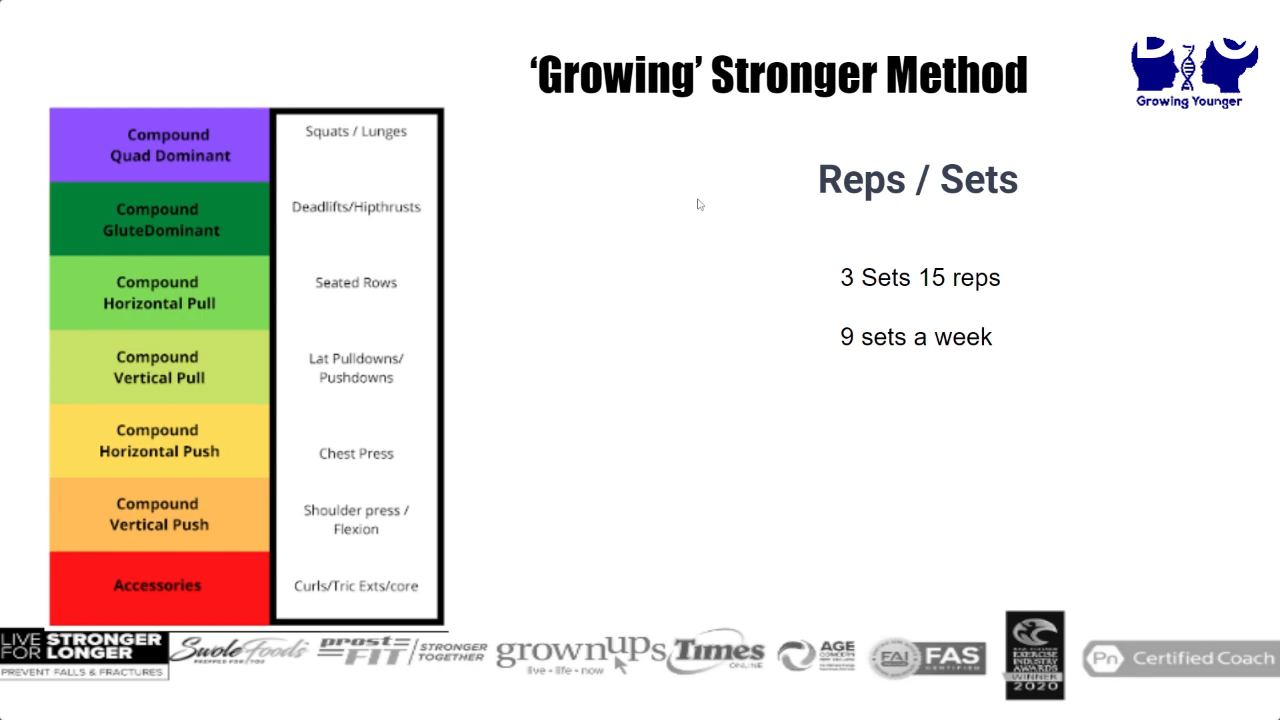 ‘Growing’ Stronger Method
Growing Younger
Compound
Quad Dominant
Squats / Lunges
Compound
GluteDominant
Deadlifts/Hipthrusts
Compound
Horizontal Pull
Seated Rows
Compound
Vertical Pull
Lat Pulldowns/
Pushdowns
Compound
Horizontal Push
Chest Press
Compound
Vertical Push
Shoulder press /
Flexion
Accessories
Curls/Tric Exts/core
Reps / Sets
3 Sets 15 reps
9 sets a week
LIVE STRONGER
FOR LONGER
PREVENT FALLS & FRACTURES
Swole Foods
PREPPED FOR YOU
prost
FIT
STRONGER
TOGETHER
grownups
live - life - now
Times
ONLINE
AGE
CONCERN
FAI
FAS
CERTIFIED
EXERCISE
INDUSTRY
AWARDS
WINNER
2020
Pn Certified Coach